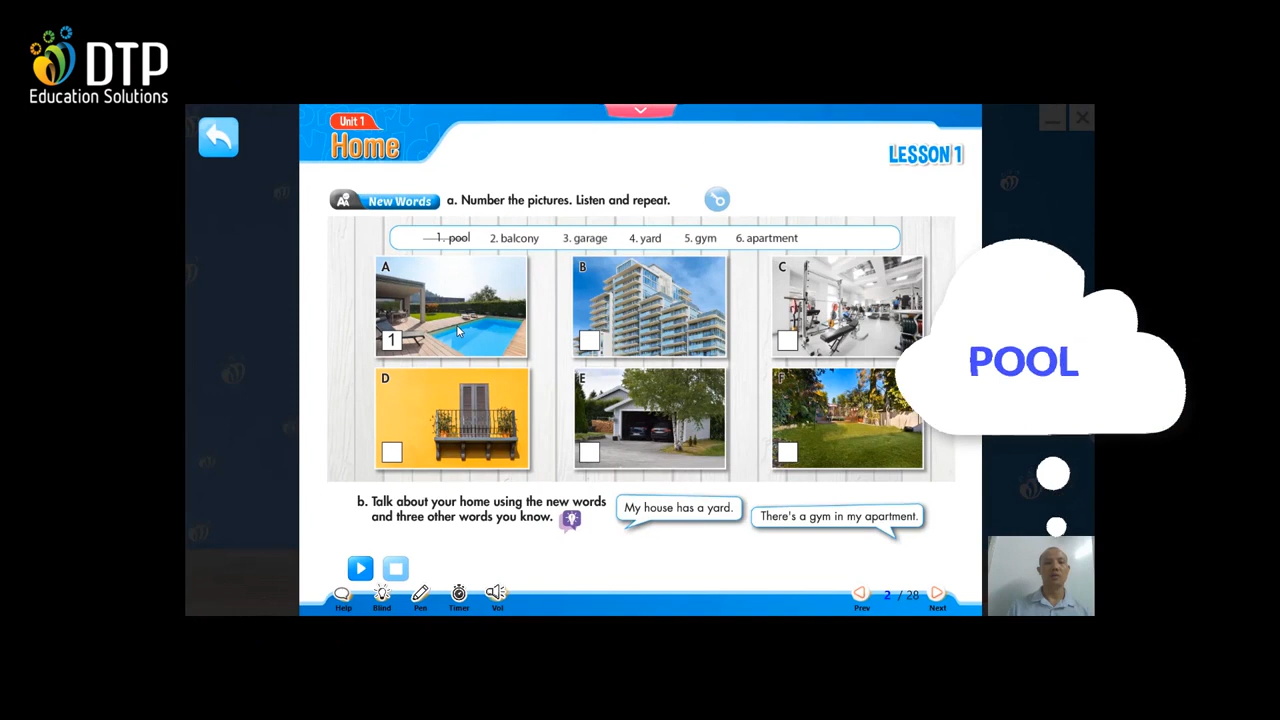 DTP
Education Solutions
Unit 1
Home
LESSON 1
New Words a. Number the pictures. Listen and repeat.
1. pool 2. balcony 3. garage 4. yard 5. gym 6. apartment
A
B
C
1
POOL
D
E
F
b. Talk about your home using the new words
and three other words you know.
My house has a yard.
There's a gym in my apartment.
Help Blind Pen Timer Vol
Prev 2 / 28 Next